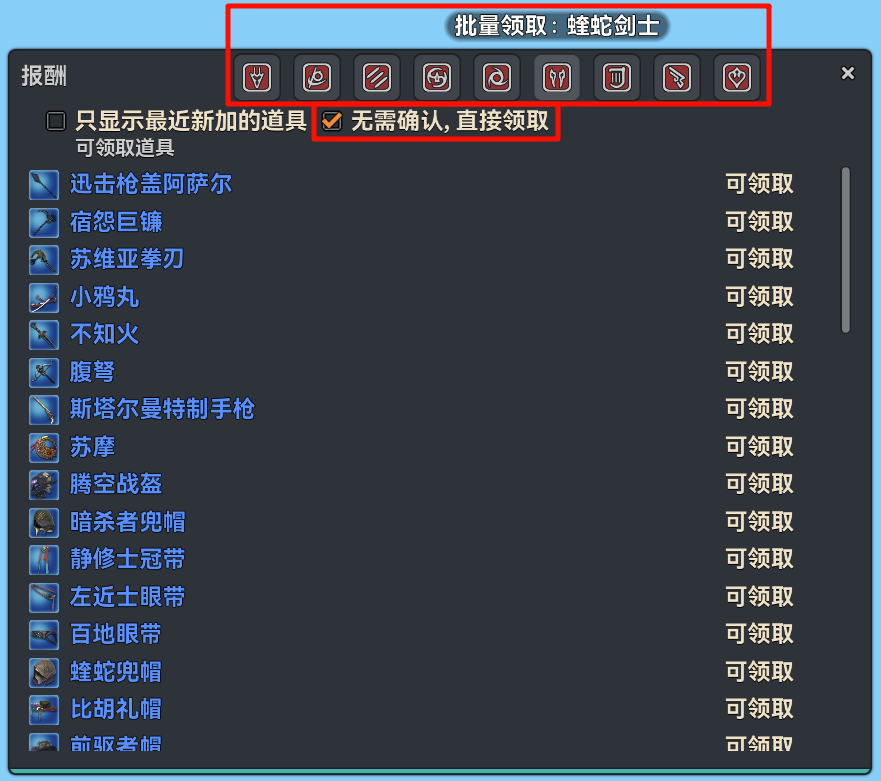 批量领取：蝰蛇剑士
报酬
只显示最近新加的道具 无需确认, 直接领取
可领取道具
迅击枪盖阿萨尔 可领取
宿怨巨镰 可领取
苏维亚拳刃 可领取
小鸦丸 可领取
不知火 可领取
腹弩 可领取
斯塔尔曼特制手枪 可领取
苏摩 可领取
腾空战盔 可领取
暗杀者兜帽 可领取
静修士冠带 可领取
左近士眼带 可领取
百地眼带 可领取
蝰蛇兜帽 可领取
比胡礼帽 可领取
前驱者帽 可领取